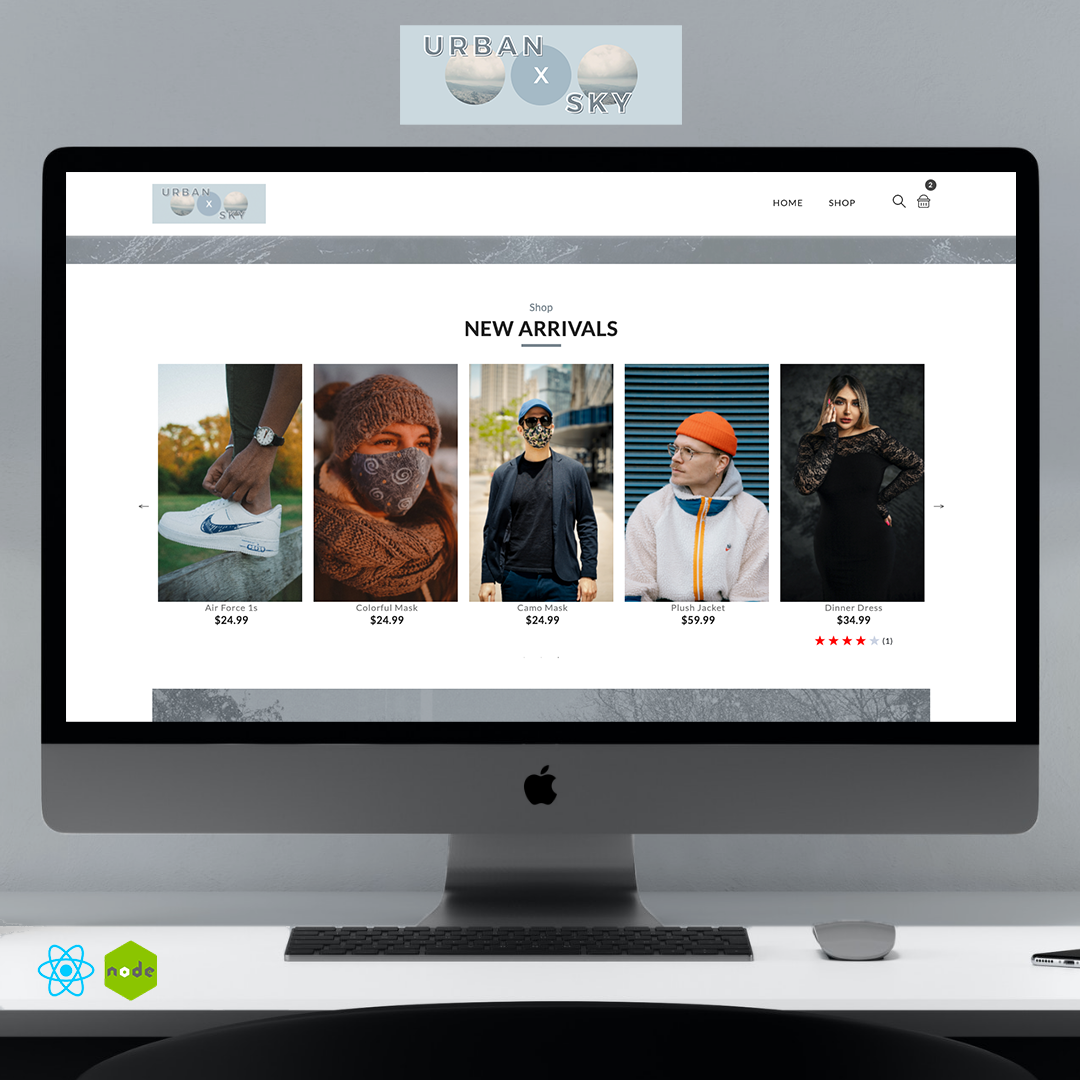 URBAN
X
SKY
URBAN
X
SKY
HOME SHOP 2
Shop
NEW ARRIVALS
Air Force 1s Colorful Mask Camo Mask Plush Jacket Dinner Dress
$24.99 $24.99 $24.99 $59.99 $34.99
(1)
node